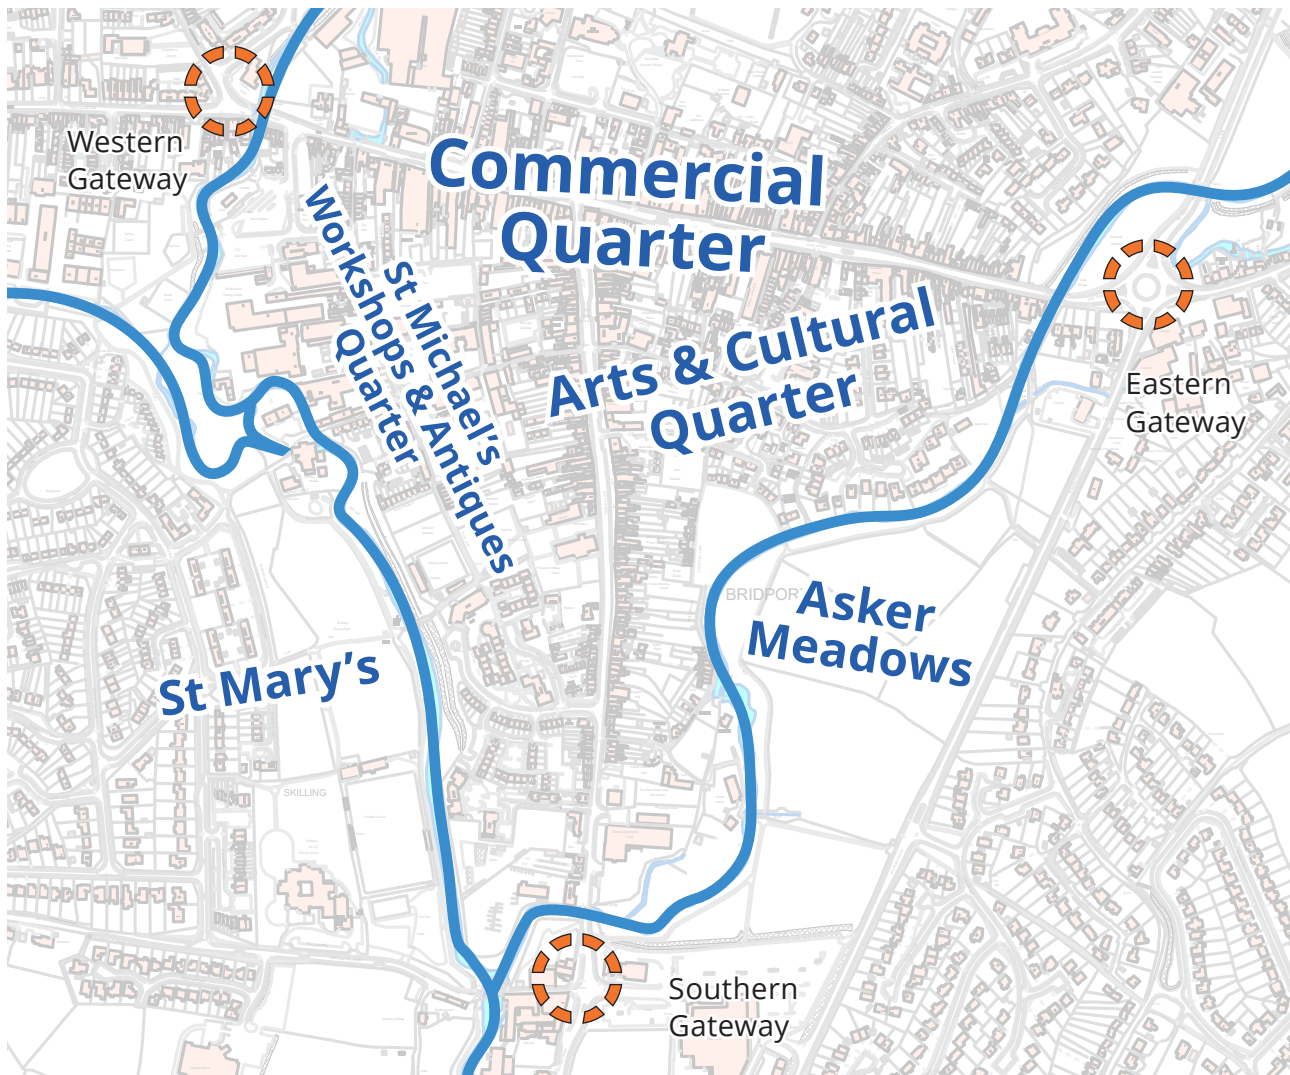 Western
Gateway
Commercial
Quarter
St Michael's
Workshops & Antiques
Quarter
Arts & Cultural
Quarter
Eastern
Gateway
BRIDPOR
Asker
Meadows
St Mary’s
SKILLING
Southern
Gateway